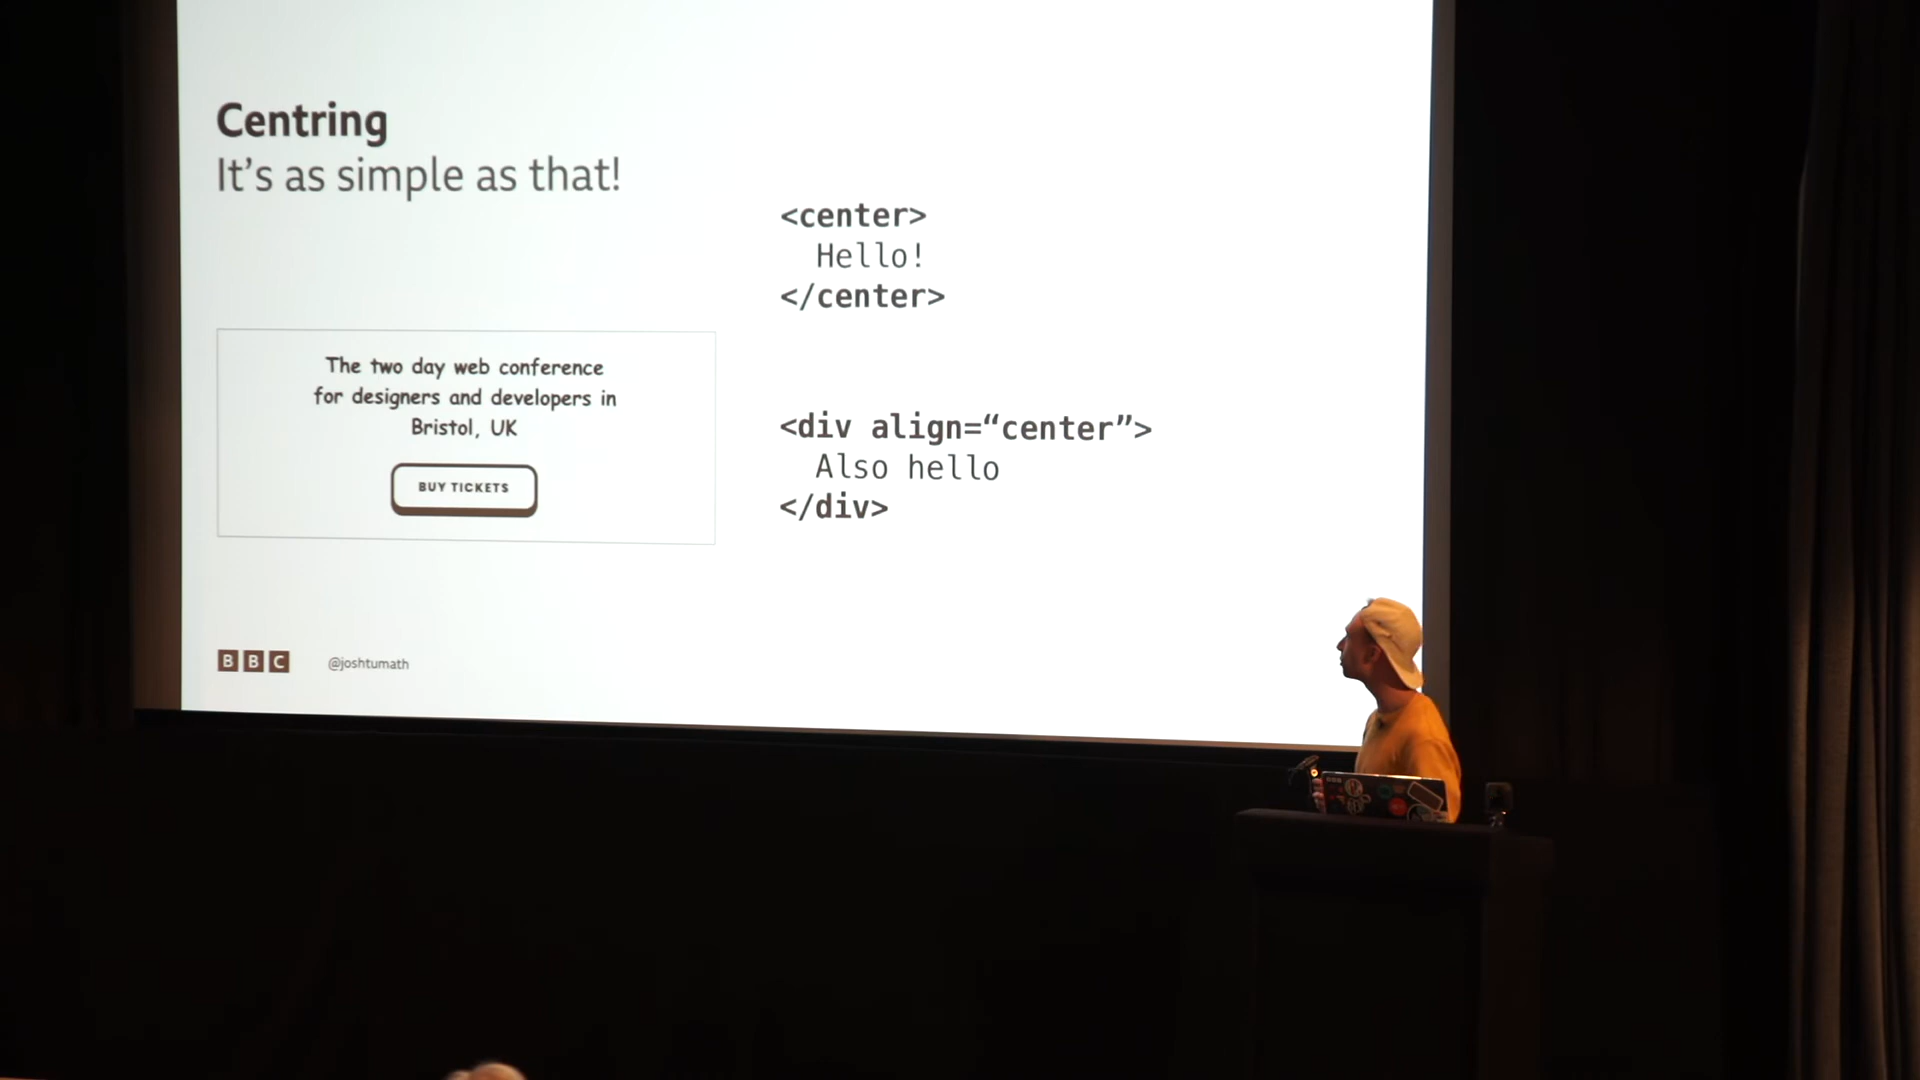 Centring
It’s as simple as that!
<center>
Hello!
</center>
The two day web conference
for designers and developers in
Bristol, UK
BUY TICKETS
<div align=“center”>
Also hello
</div>
BBC
@joshtumath